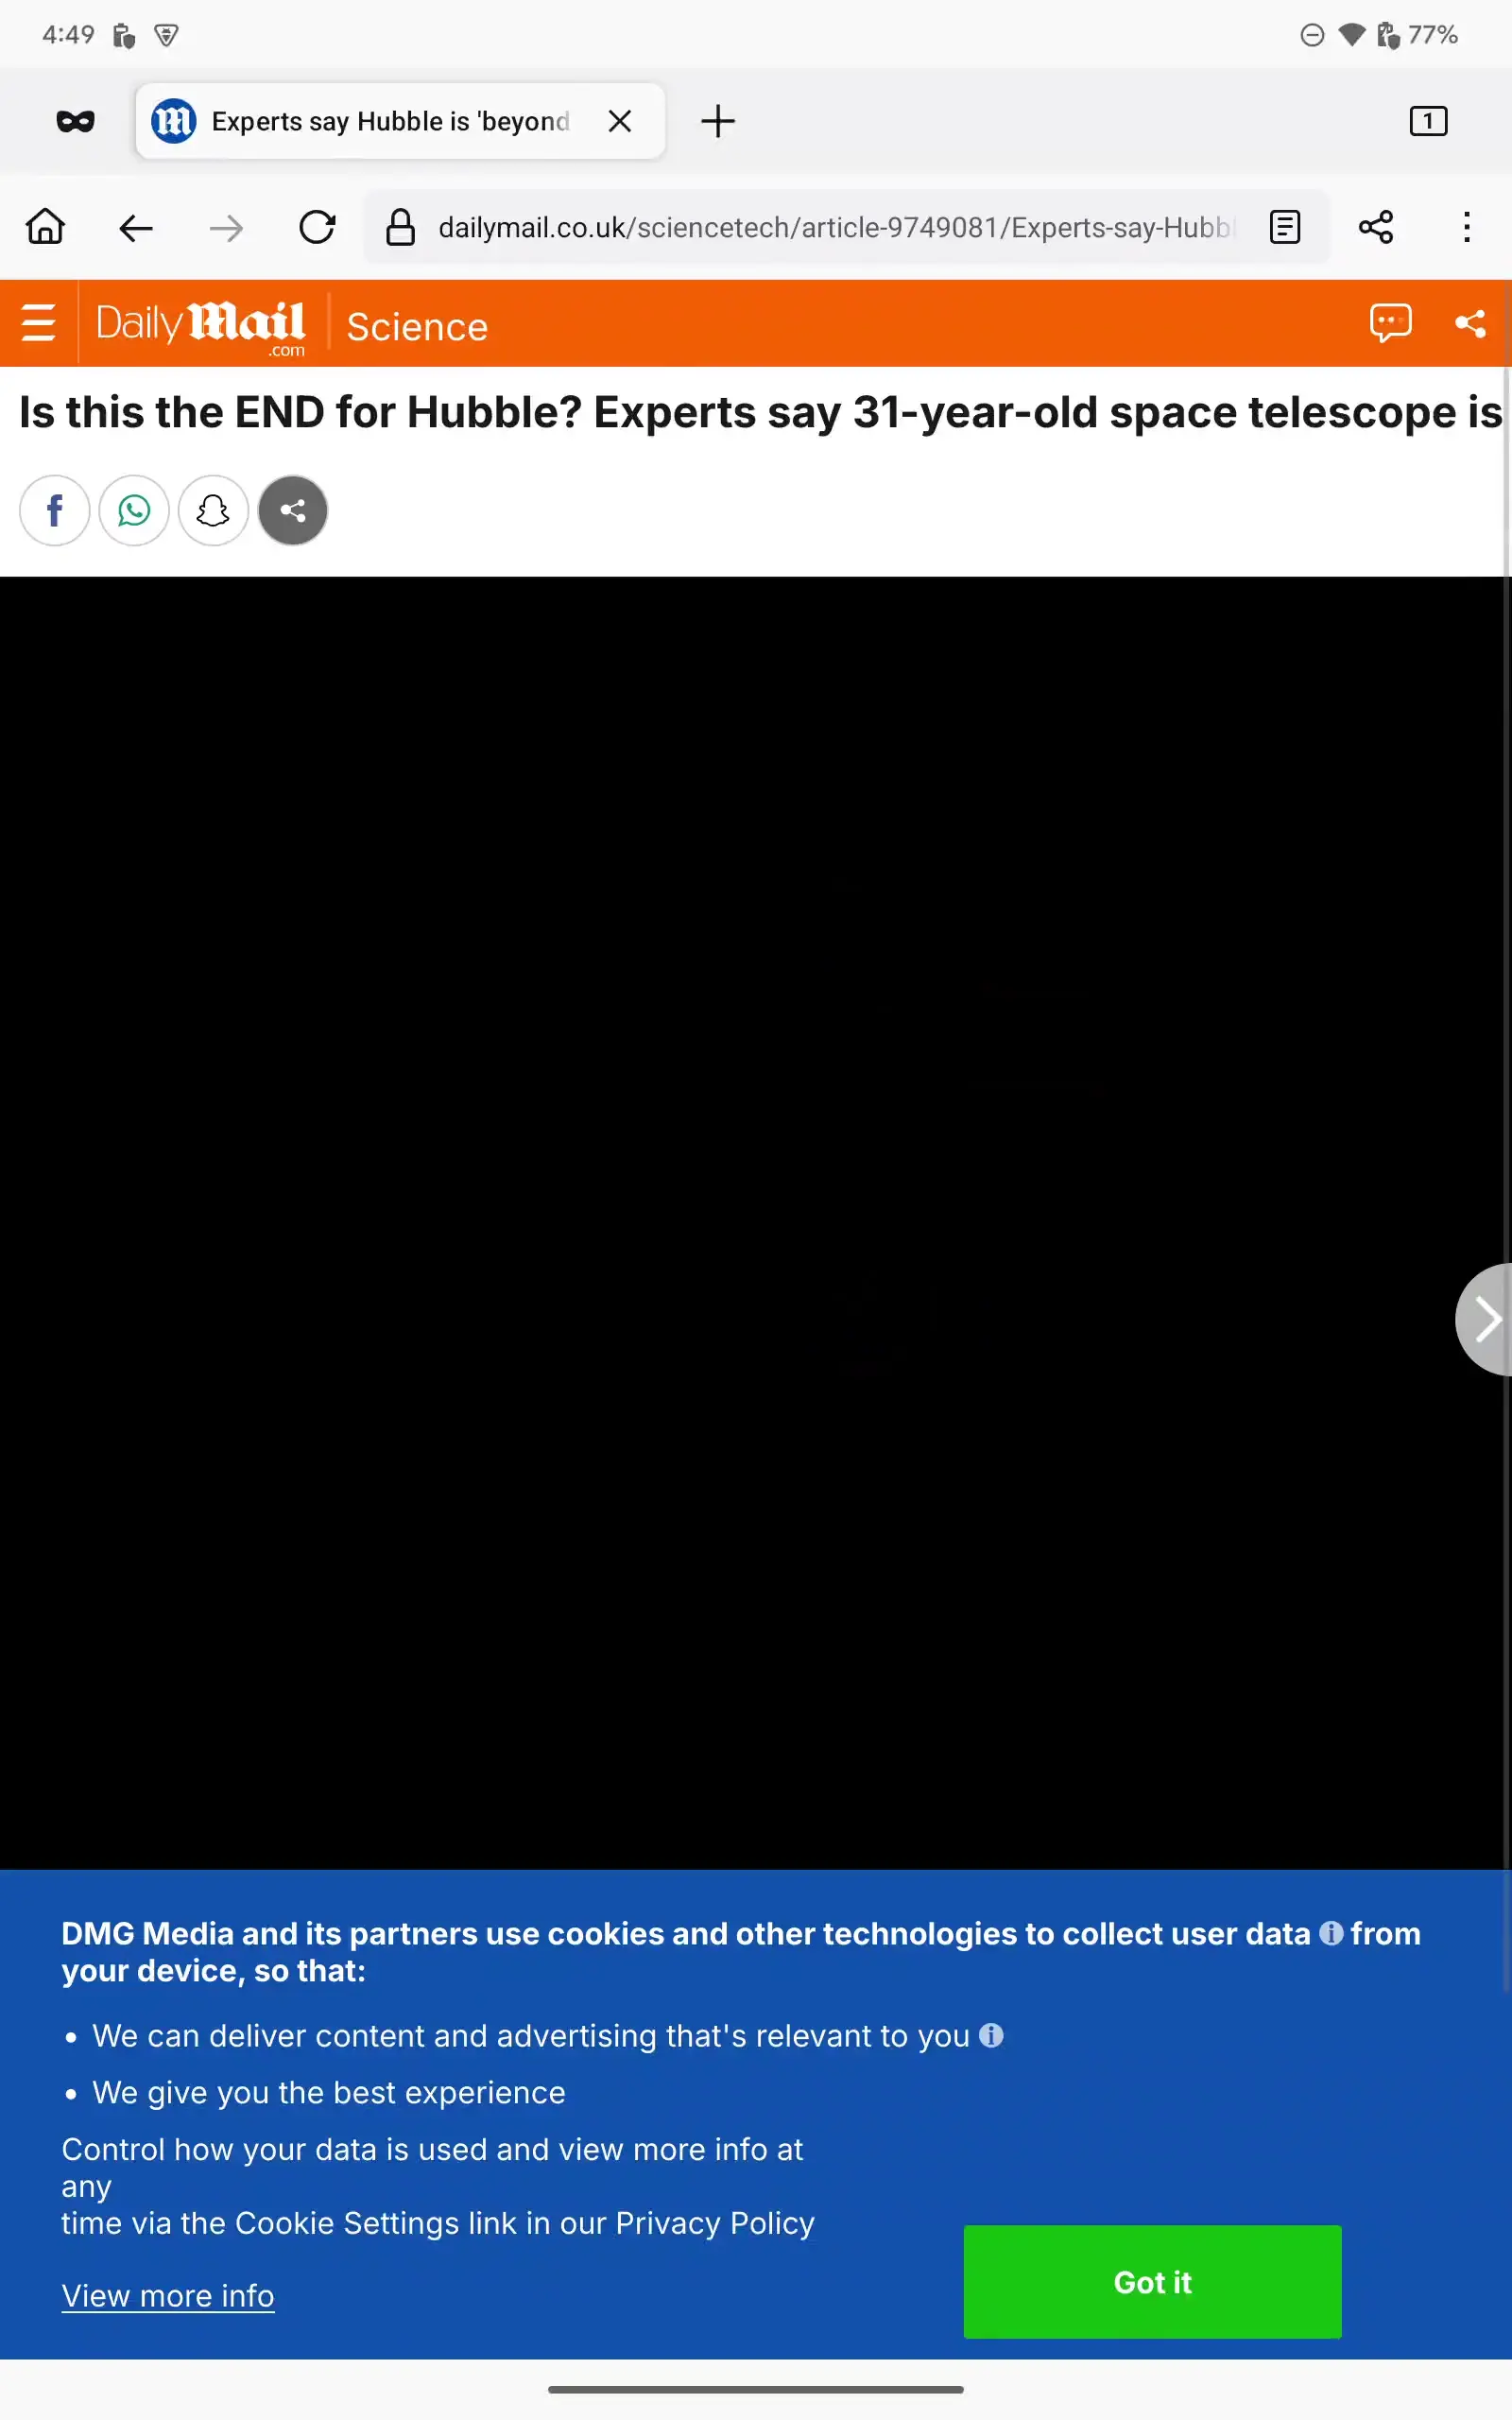 4:49
77%
Experts say Hubble is 'beyond
1
dailymail.co.uk/sciencetech/article-9749081/Experts-say-Hubbl
Daily Mail
.com
Science
Is this the END for Hubble? Experts say 31-year-old space telescope is
DMG Media and its partners use cookies and other technologies to collect user data i from
your device, so that:
• We can deliver content and advertising that's relevant to you i
• We give you the best experience
Control how your data is used and view more info at
any
time via the Cookie Settings link in our Privacy Policy
View more info
Got it